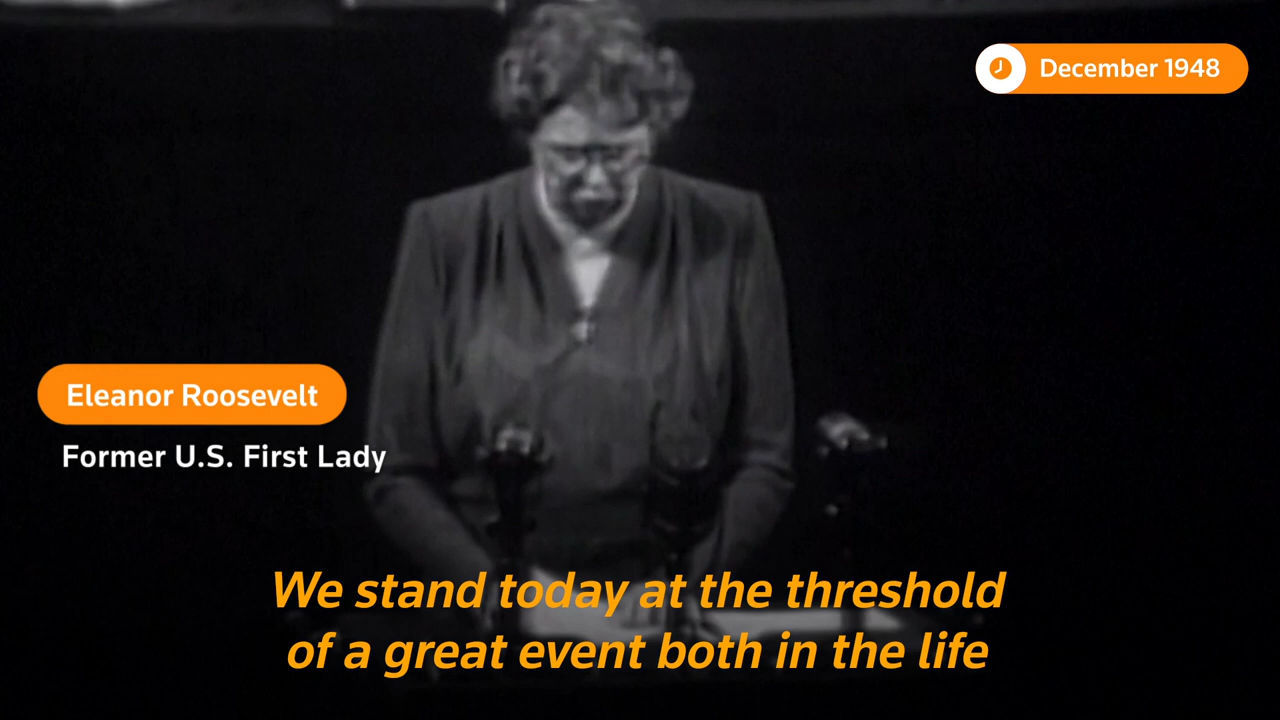 December 1948
Eleanor Roosevelt
Former U.S. First Lady
We stand today at the threshold
of a great event both in the life